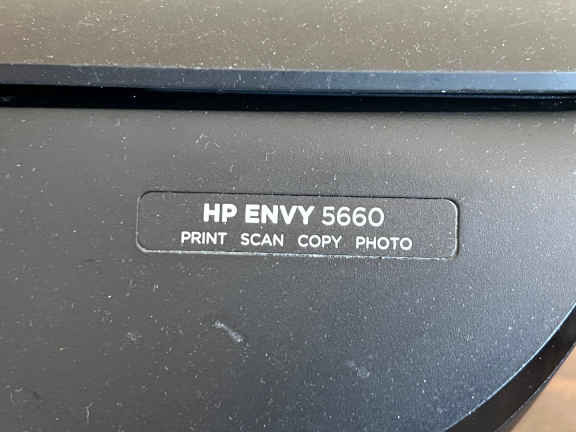 HP ENVY 5660
PRINT SCAN COPY PHOTO